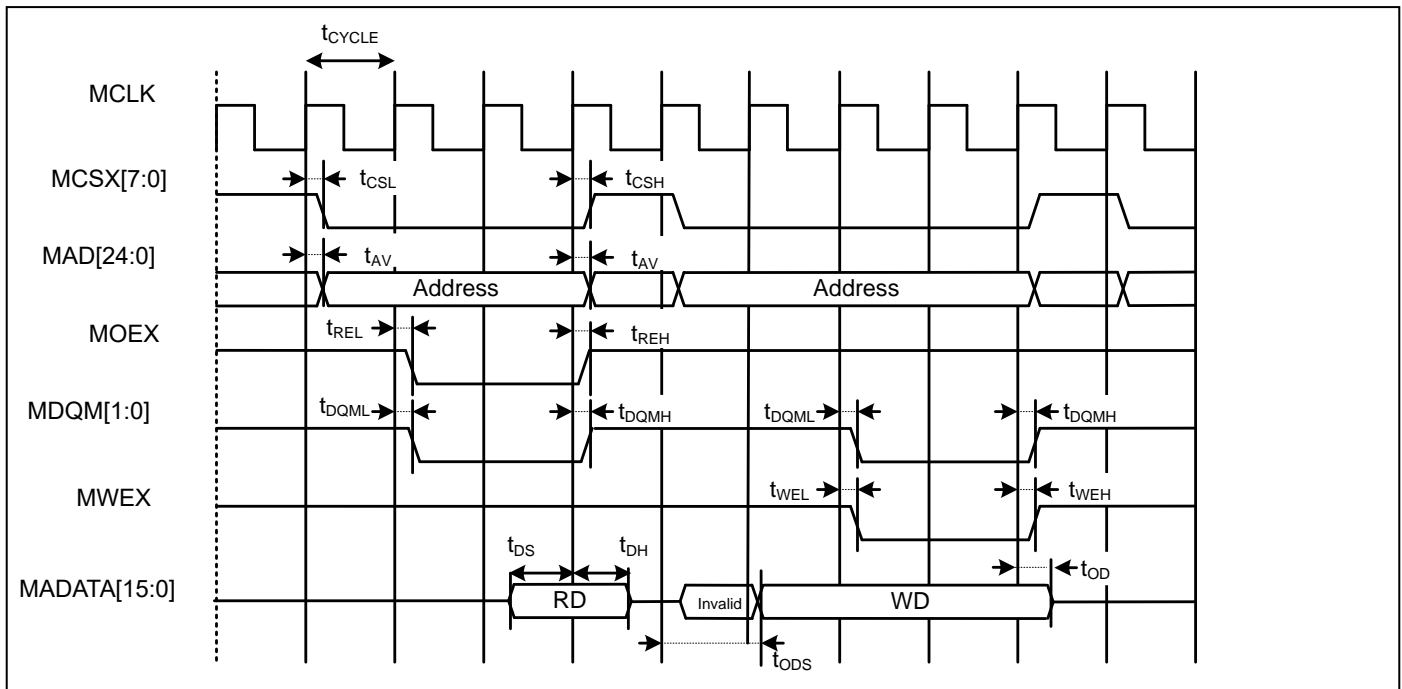 tCYCLE
MCLK
MCSX[7:0]
tCSL
tCSH
MAD[24:0]
tAV
tAV
Address
Address
MOEX
tREL
tREH
MDQM[1:0]
tDQML
tDQMH
tDQML
tDQMH
MWEX
tWEL
tWEH
MADATA[15:0]
tDS
tDH
tOD
RD
Invalid
WD
tODS